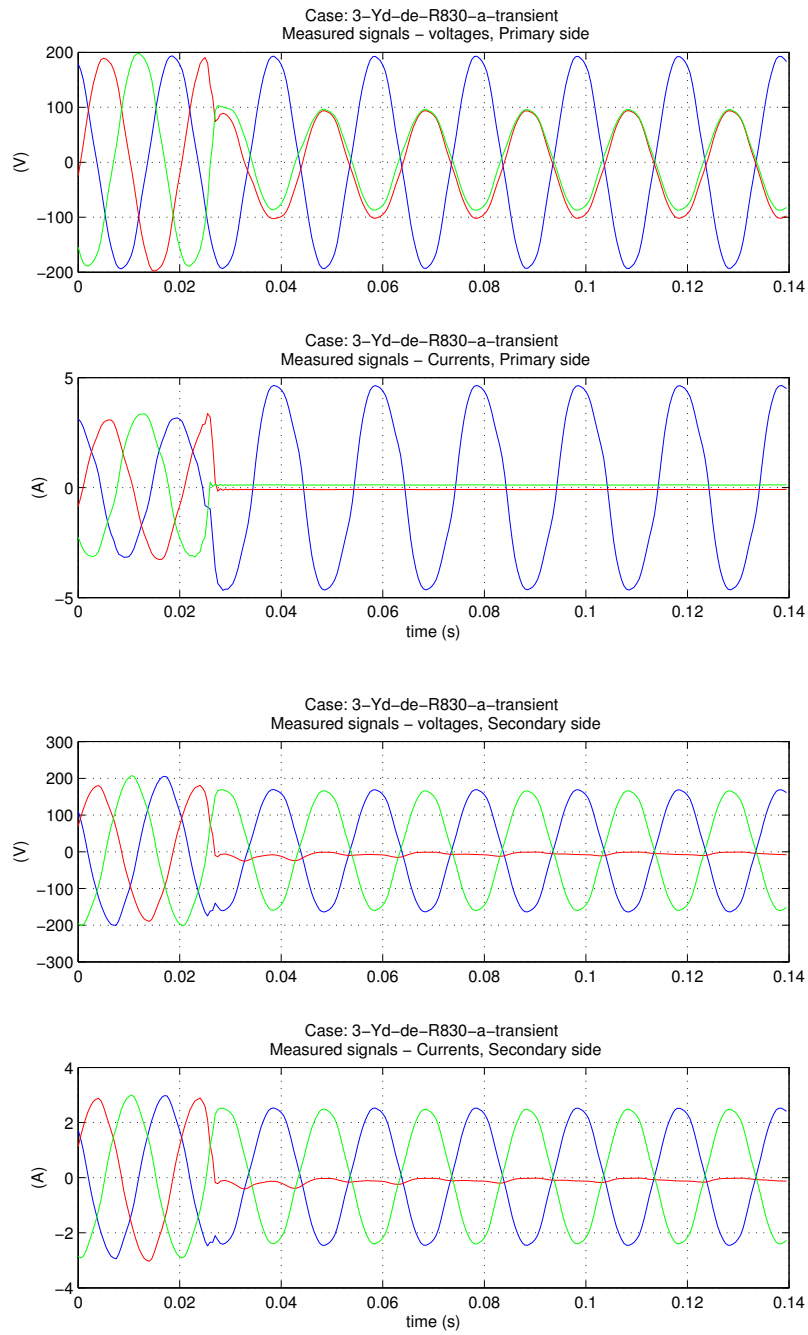 Case: 3−Yd−de−R830−a−transient
Measured signals − voltages, Primary side
200
100
0
−100
−200
(V)
0 0.02 0.04 0.06 0.08 0.1 0.12 0.14
Case: 3−Yd−de−R830−a−transient
Measured signals − Currents, Primary side
5
0
−5
(A)
0 0.02 0.04 0.06 0.08 0.1 0.12 0.14
time (s)
Case: 3−Yd−de−R830−a−transient
Measured signals − voltages, Secondary side
300
200
100
0
−100
−200
−300
(V)
0 0.02 0.04 0.06 0.08 0.1 0.12 0.14
Case: 3−Yd−de−R830−a−transient
Measured signals − Currents, Secondary side
4
2
0
−2
−4
(A)
0 0.02 0.04 0.06 0.08 0.1 0.12 0.14
time (s)